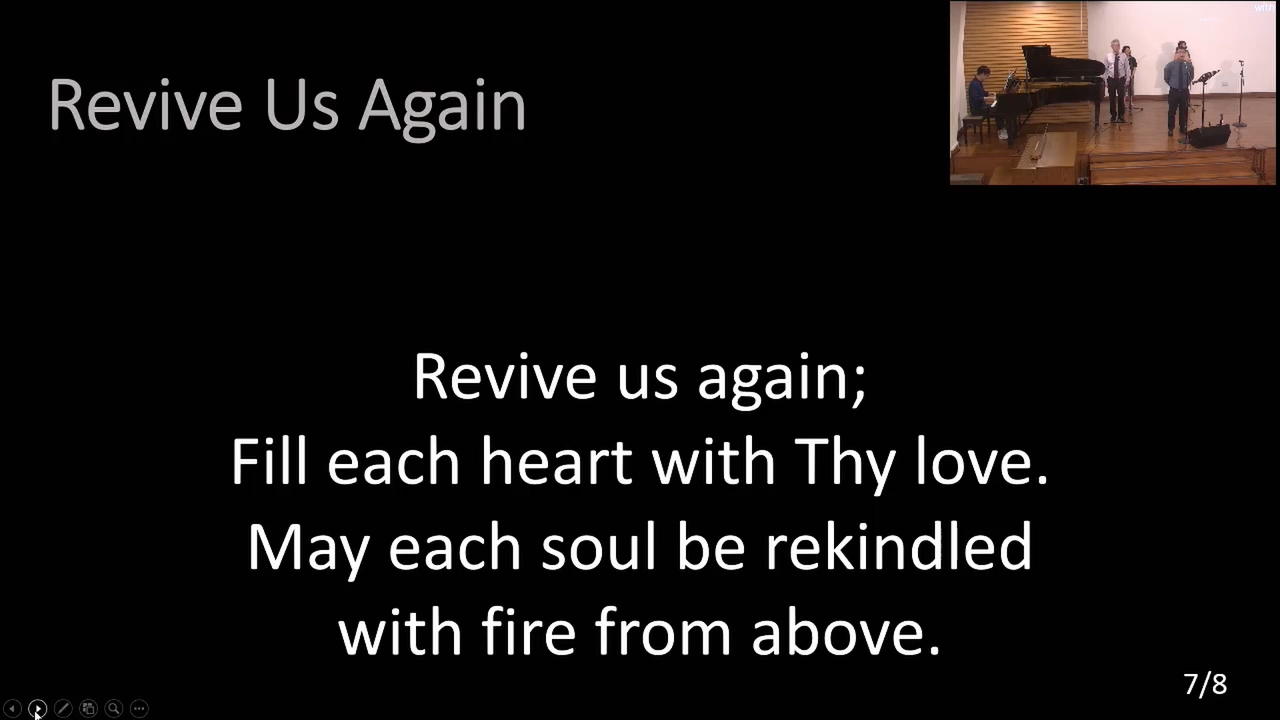 with
Revive Us Again
Revive us again;
Fill each heart with Thy love.
May each soul be rekindled
with fire from above.
7/8